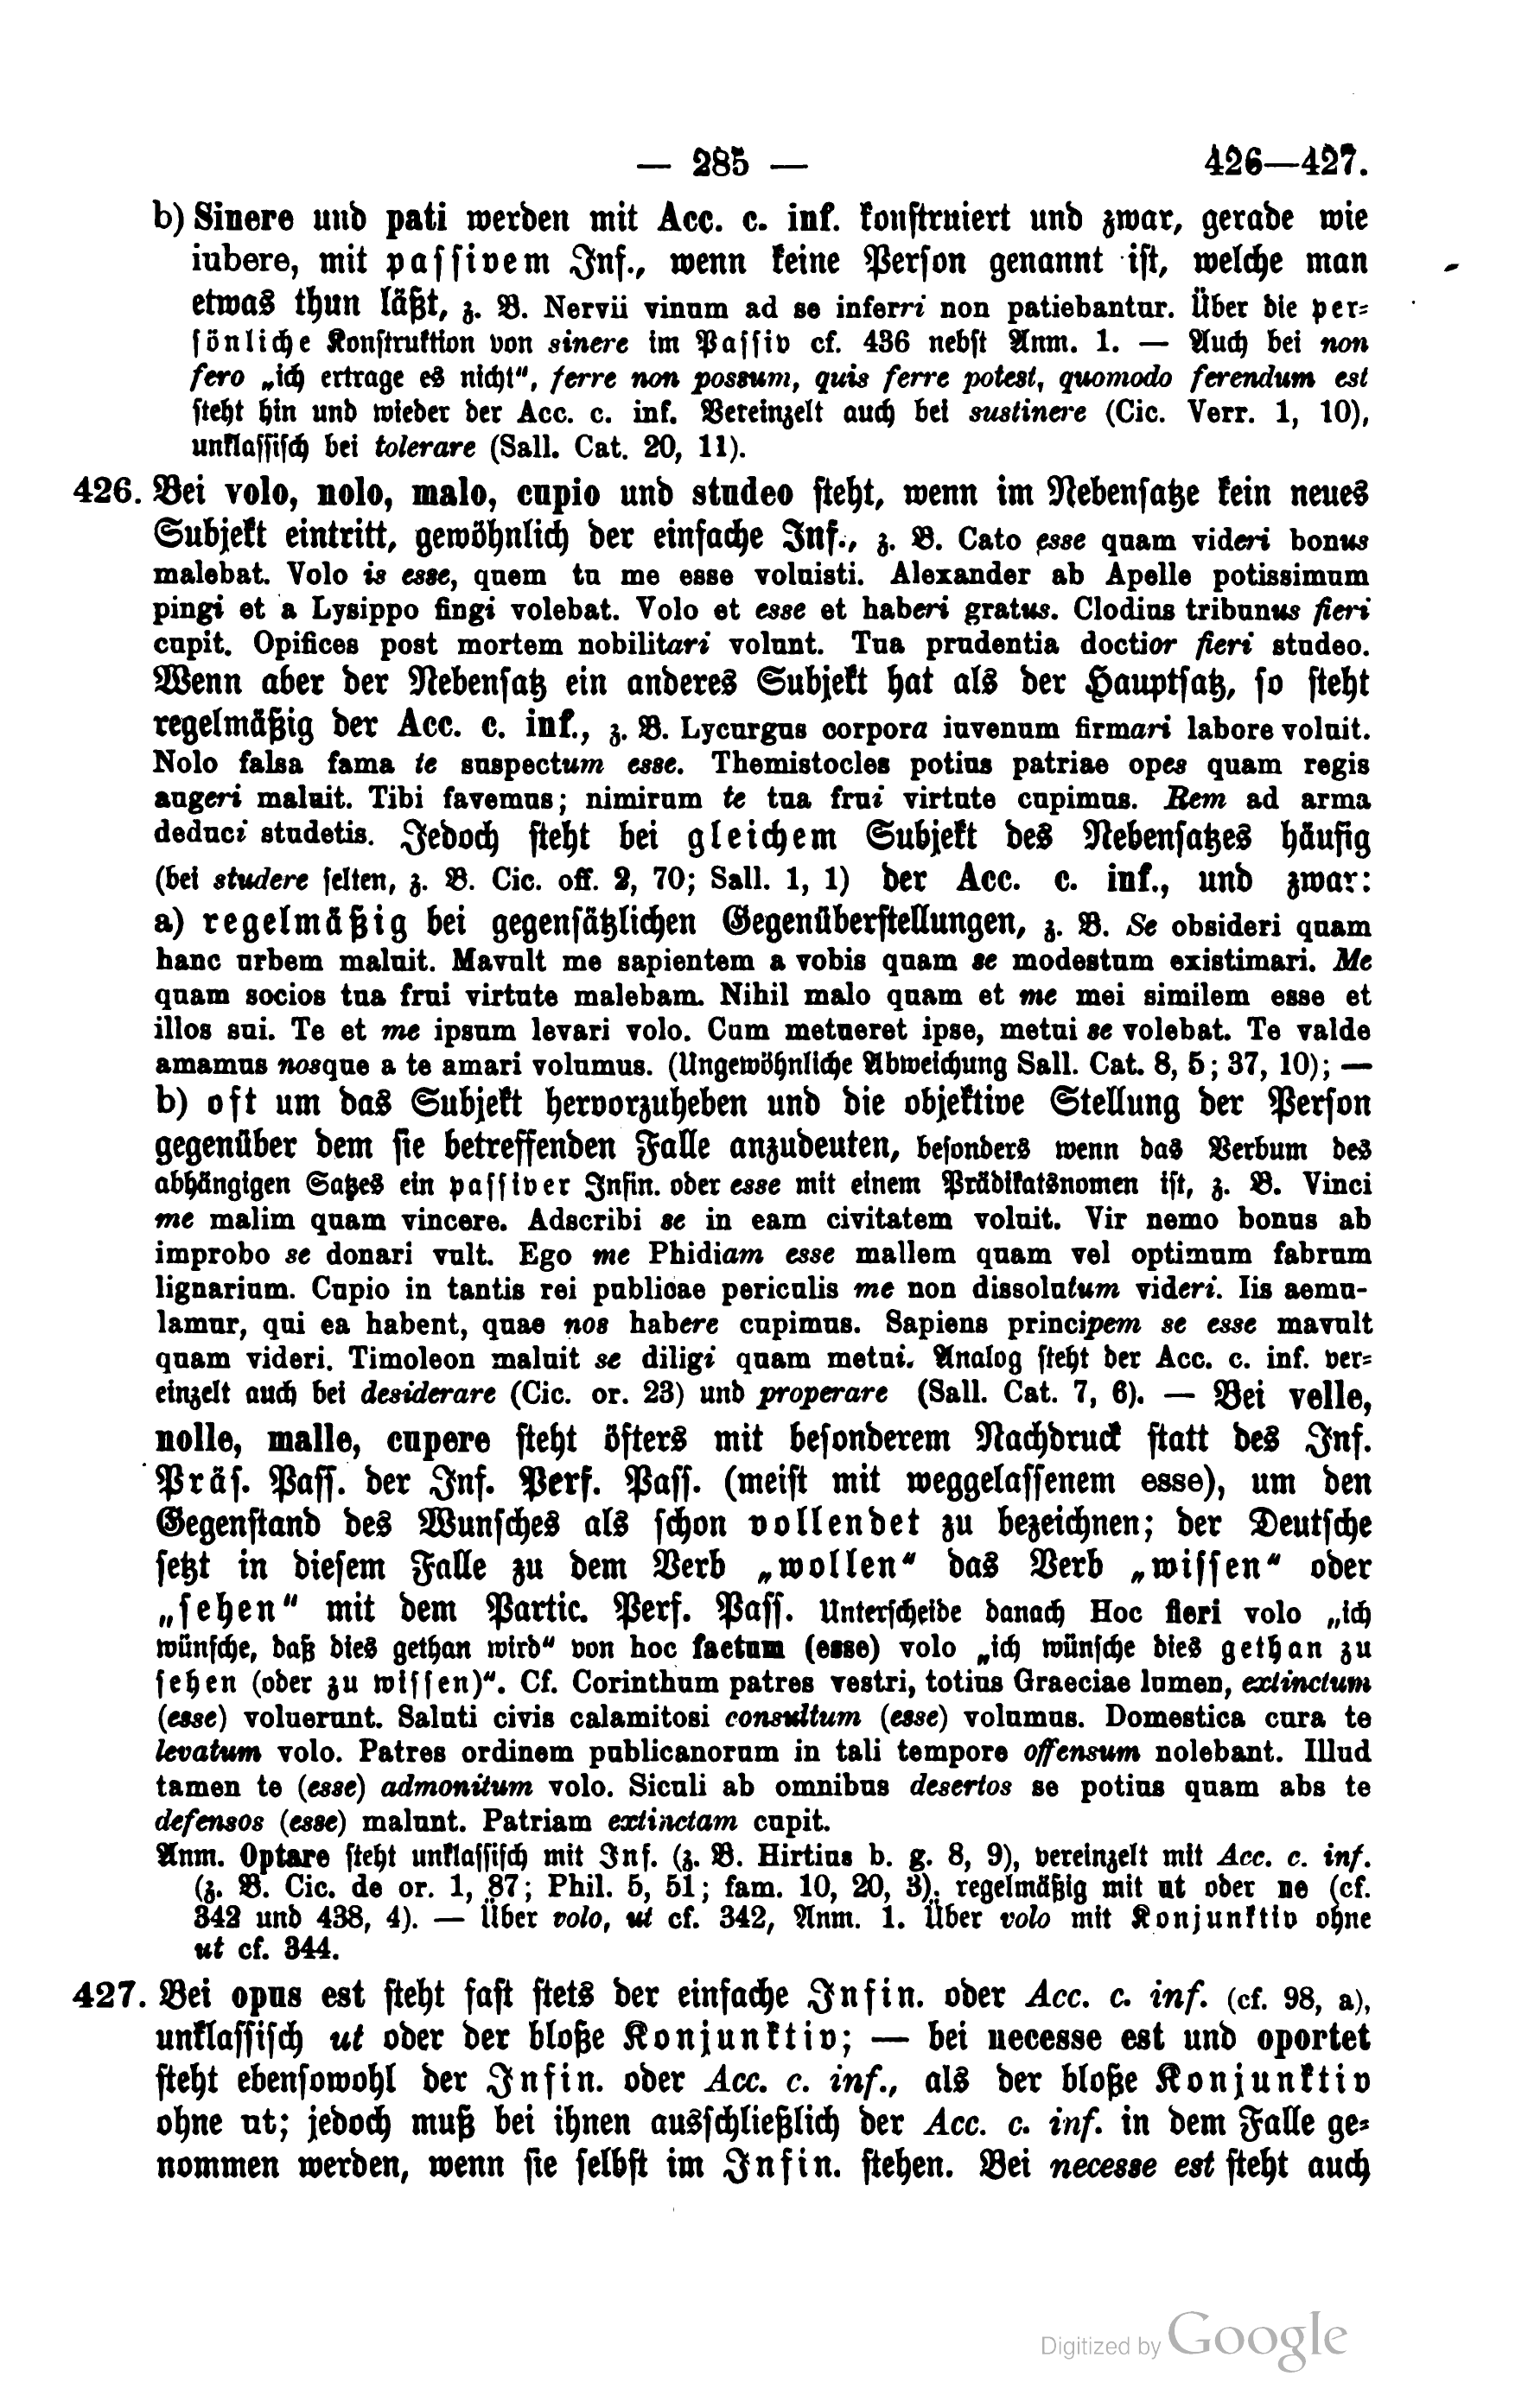 — 285 — 426—427.
b) Sinere und pati werden mit Acc. c. inf. konstruiert und zwar, gerade wie
iubere, mit passivem Inf., wenn keine Person genannt ist, welche man
etwas thun läßt, z. B. Nervii vinum ad se inferri non patiebantur. Über die per-
sönliche Konstruktion von sinere im Passiv cf. 436 nebst Anm. 1. — Auch bei non
fero „ich ertrage es nicht“, ferre non possum, quis ferre potest, quomodo ferendum est
steht hin und wieder der Acc. c. inf. Vereinzelt auch bei sustinere (Cic. Verr. 1, 10),
unklassisch bei tolerare (Sall. Cat. 20, 11).
426. Bei volo, nolo, malo, cupio und studeo steht, wenn im Nebensatze kein neues
Subjekt eintritt, gewöhnlich der einfache Inf., z. B. Cato esse quam videri bonus
malebat. Volo is esse, quem tu me esse voluisti. Alexander ab Apelle potissimum
pingi et a Lysippo fingi volebat. Volo et esse et haberi gratus. Clodius tribunus fieri
cupit. Opifices post mortem nobilitari volunt. Tua prudentia doctior fieri studeo.
Wenn aber der Nebensatz ein anderes Subjekt hat als der Hauptsatz, so steht
regelmäßig der Acc. c. inf., z. B. Lycurgus corpora iuvenum firmari labore voluit.
Nolo falsa fama te suspectum esse. Themistocles potius patriae opes quam regis
augeri maluit. Tibi favemus; nimirum te tua frui virtute cupimus. Rem ad arma
deduci studetis. Jedoch steht bei gleichem Subjekt des Nebensatzes häufig
(bei studere selten, z. B. Cic. off. 2, 70; Sall. 1, 1) der Acc. c. inf., und zwar:
a) regelmäßig bei gegensätzlichen Gegenüberstellungen, z. B. Se obsideri quam
hanc urbem maluit. Mavult me sapientem a vobis quam se modestum existimari. Me
quam socios tua frui virtute malebam. Nihil malo quam et me mei similem esse et
illos sui. Te et me ipsum levari volo. Cum metueret ipse, metui se volebat. Te valde
amamus nosque a te amari volumus. (Ungewöhnliche Abweichung Sall. Cat. 8, 5; 37, 10); —
b) oft um das Subjekt hervorzuheben und die objektive Stellung der Person
gegenüber dem sie betreffenden Falle anzudeuten, besonders wenn das Verbum des
abhängigen Satzes ein passiver Infin. oder esse mit einem Prädikatsnomen ist, z. B. Vinci
me malim quam vincere. Adscribi se in eam civitatem voluit. Vir nemo bonus ab
improbo se donari vult. Ego me Phidiam esse mallem quam vel optimum fabrum
lignarium. Cupio in tantis rei publicae periculis me non dissolutum videri. Iis aemu-
lamur, qui ea habent, quae nos habere cupimus. Sapiens principem se esse mavult
quam videri. Timoleon maluit se diligi quam metui. Analog steht der Acc. c. inf. ver-
einzelt auch bei desiderare (Cic. or. 23) und properare (Sall. Cat. 7, 6). — Bei velle,
nolle, malle, cupere steht öfters mit besonderem Nachdruck statt des Inf.
Präs. Pass. der Inf. Perf. Pass. (meist mit weggelassenem esse), um den
Gegenstand des Wunsches als schon vollendet zu bezeichnen; der Deutsche
setzt in diesem Falle zu dem Verb „wollen“ das Verb „wissen“ oder
„sehen“ mit dem Partic. Perf. Pass. Unterscheide danach Hoc fieri volo „ich
wünsche, daß dies gethan wird“ von hoc factum (esse) volo „ich wünsche dies gethan zu
sehen (oder zu wissen)“. Cf. Corinthum patres vestri, totius Graeciae lumen, extinctum
(esse) voluerunt. Saluti civis calamitosi consultum (esse) volumus. Domestica cura te
levatum volo. Patres ordinem publicanorum in tali tempore offensum nolebant. Illud
tamen te (esse) admonitum volo. Siculi ab omnibus desertos se potius quam abs te
defensos (esse) malunt. Patriam extinctam cupit.
Anm. Optare steht unklassisch mit Inf. (z. B. Hirtius b. g. 8, 9), vereinzelt mit Acc. c. inf.
(z. B. Cic. de or. 1, 87; Phil. 5, 51; fam. 10, 20, 3), regelmäßig mit ut oder ne (cf.
342 und 438, 4). — Über volo, ut cf. 342, Anm. 1. Über volo mit Konjunktiv ohne
ut cf. 344.
427. Bei opus est steht fast stets der einfache Infin. oder Acc. c. inf. (cf. 98, a),
unklassisch ut oder der bloße Konjunktiv; — bei necesse est und oportet
steht ebensowohl der Infin. oder Acc. c. inf., als der bloße Konjunktiv
ohne ut; jedoch muß bei ihnen ausschließlich der Acc. c. inf. in dem Falle ge-
nommen werden, wenn sie selbst im Infin. stehen. Bei necesse est steht auch
Digitized by Google